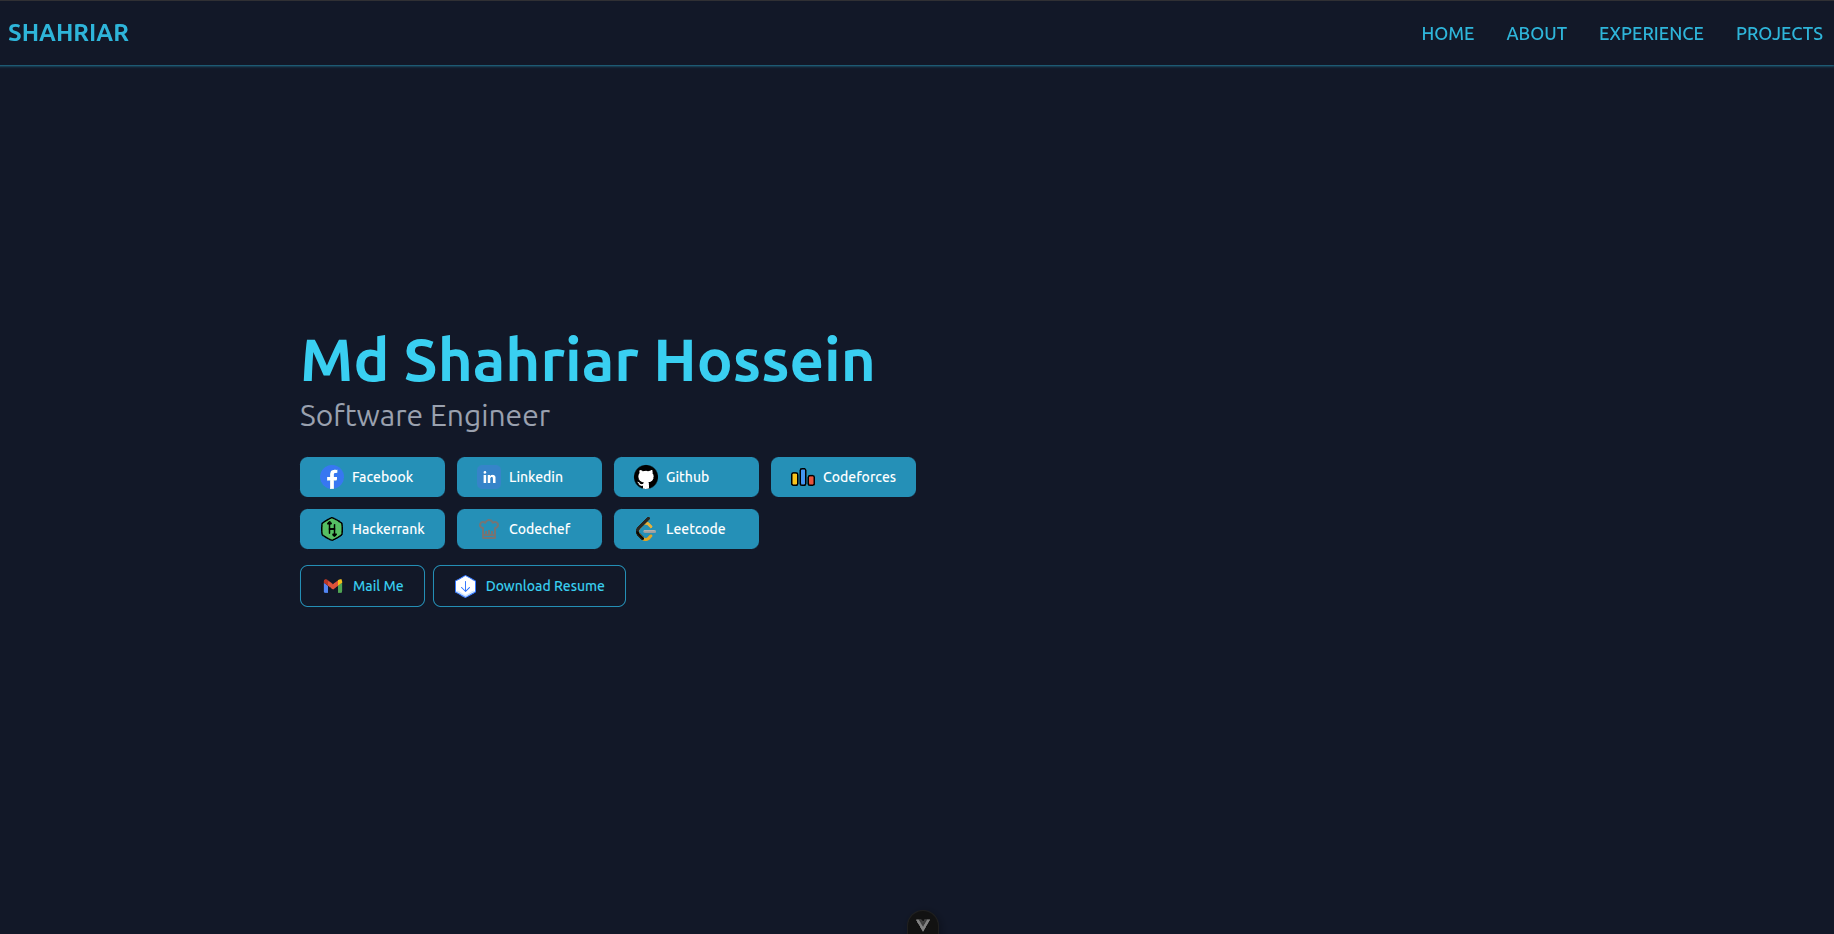 SHAHRIAR
HOME ABOUT EXPERIENCE PROJECTS
Md Shahriar Hossein
Software Engineer
Facebook Linkedin Github Codeforces
Hackerrank Codechef Leetcode
Mail Me Download Resume